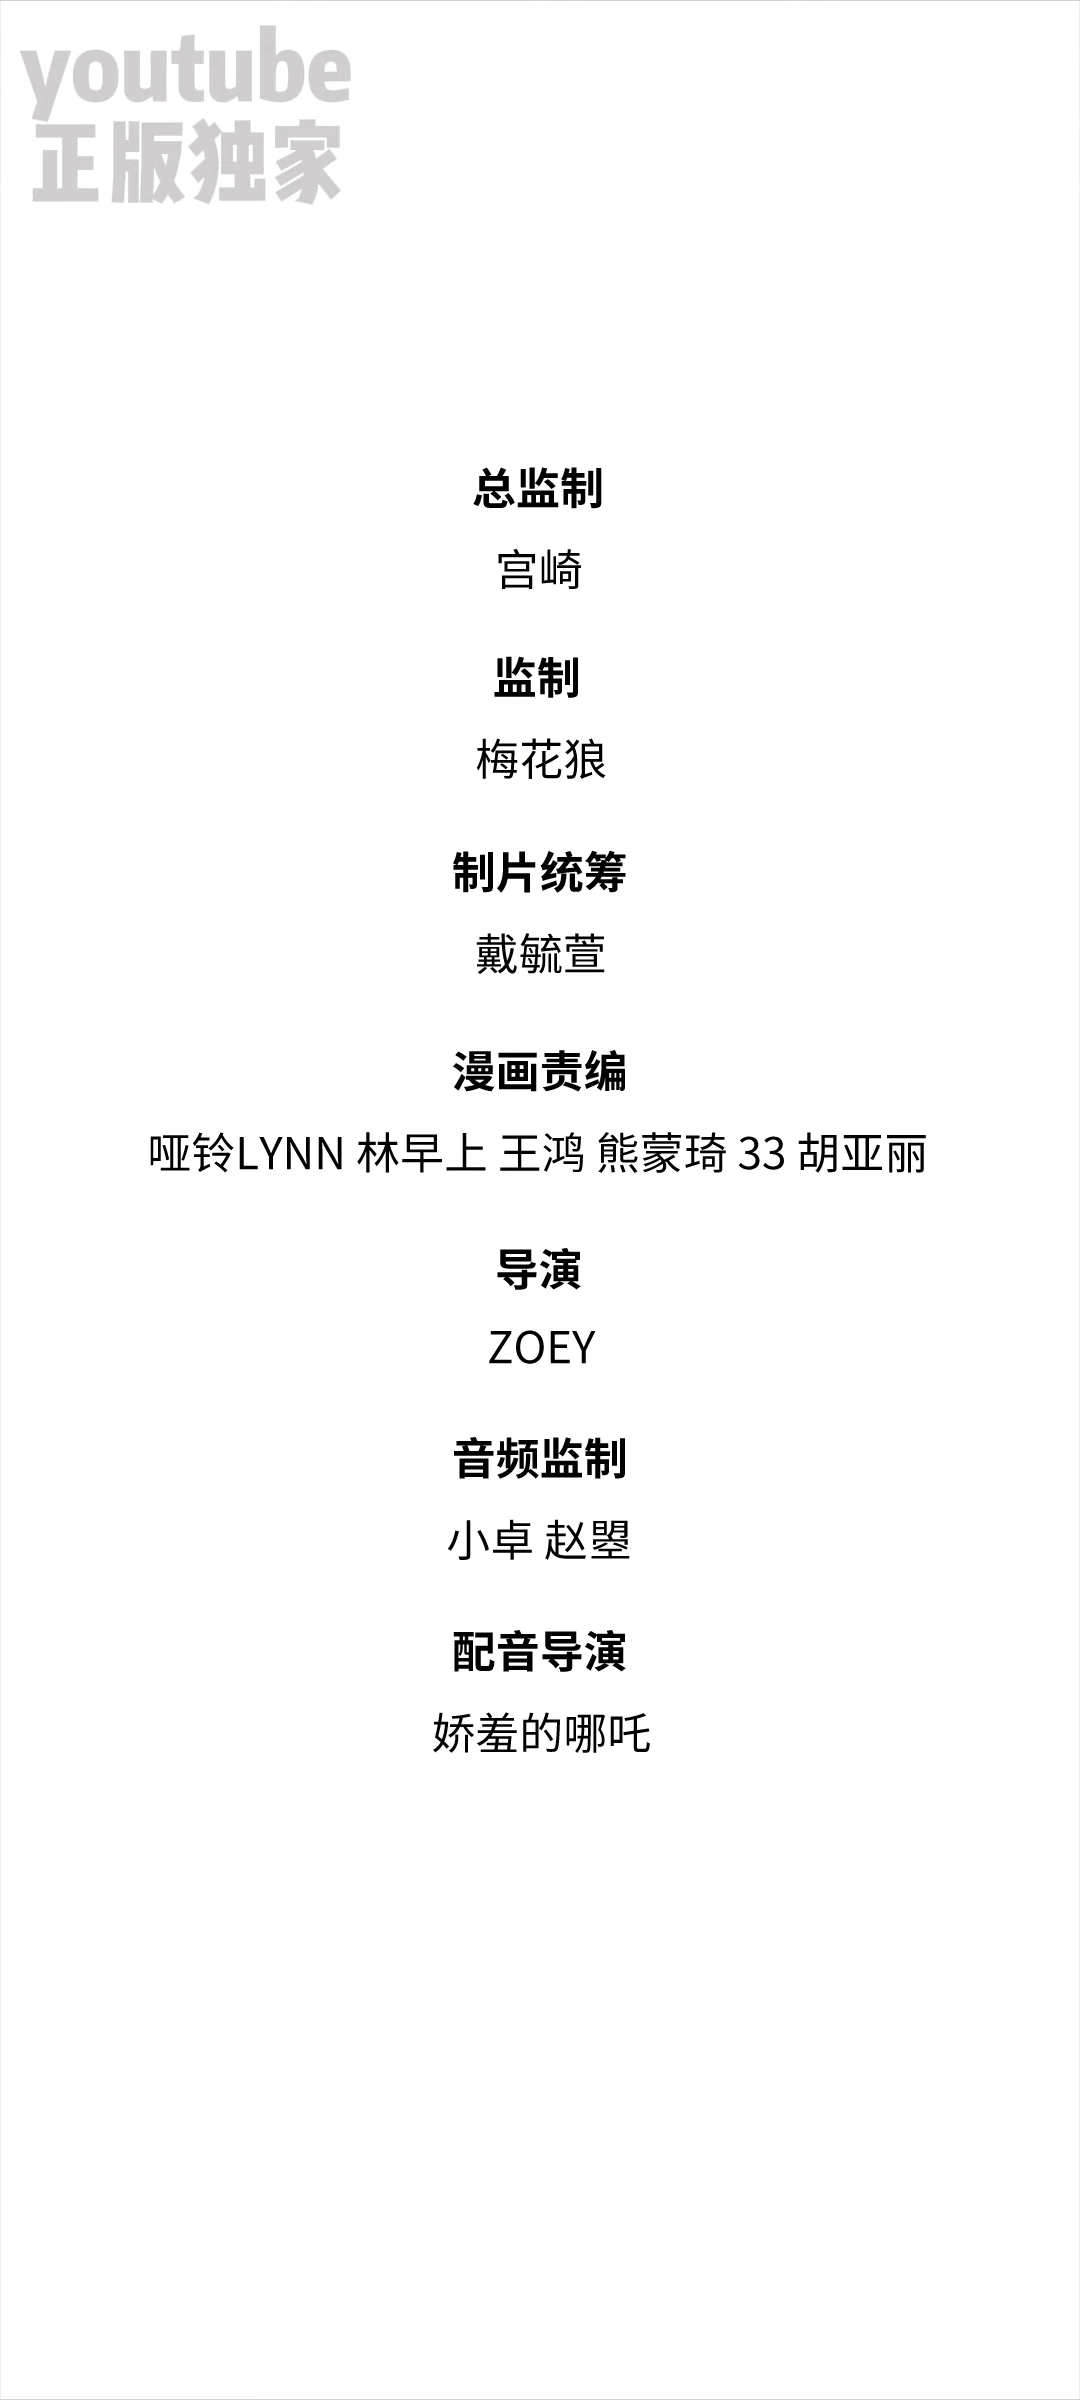 youtube
正版独家
总监制
宫崎
监制
梅花狼
制片统筹
戴毓萱
漫画责编
哑铃LYNN 林早上 王鸿 熊蒙琦 33 胡亚丽
导演
ZOEY
音频监制
小卓 赵曌
配音导演
娇羞的哪吒